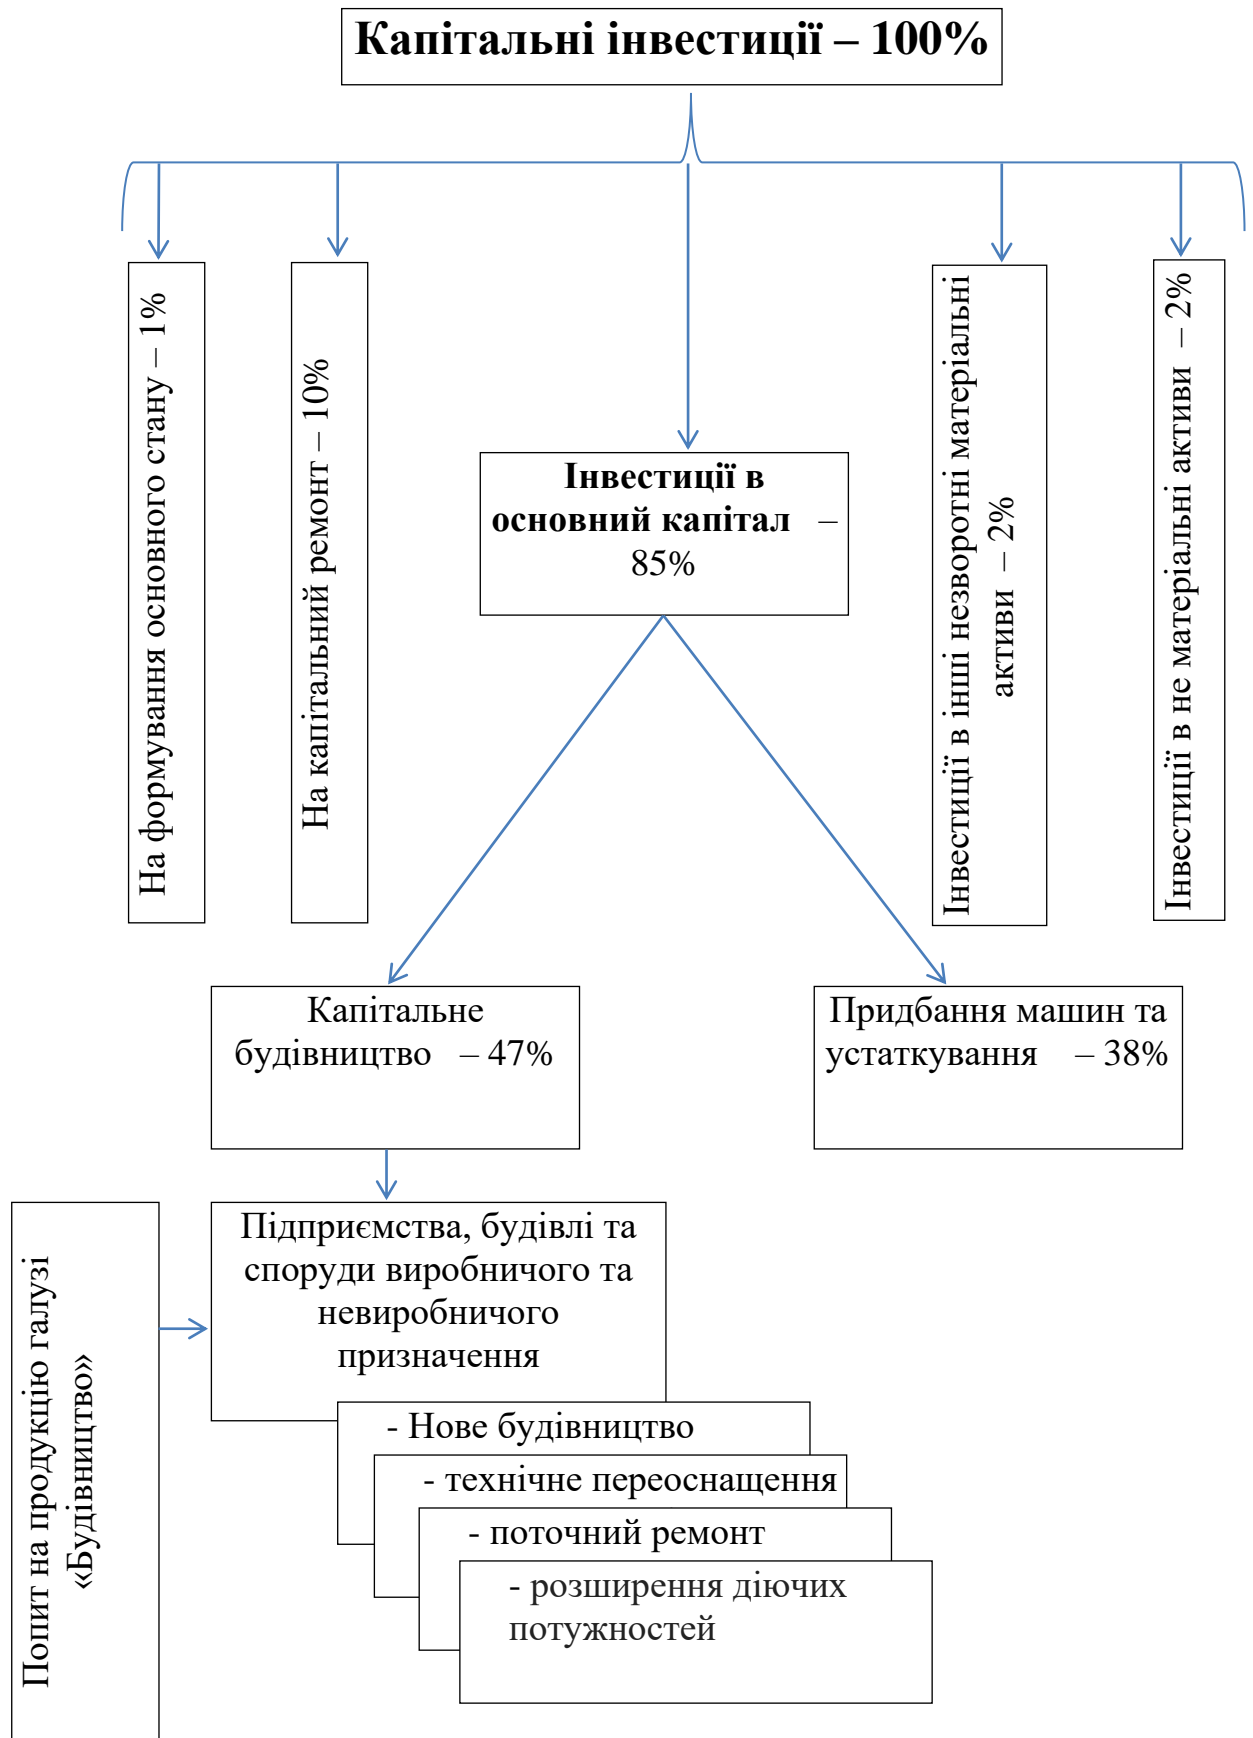 Капітальні інвестиції – 100%
На формування основного стану – 1%
На капітальний ремонт – 10%
Інвестиції в
основний капітал –
85%
Інвестиції в інші незворотні матеріальні
активи – 2%
Інвестиції в не матеріальні активи – 2%
Капітальне
будівництво – 47%
Придбання машин та
устаткування – 38%
Попит на продукцію галузі
«Будівництво»
Підприємства, будівлі та
споруди виробничого та
невиробничого
призначення
- Нове будівництво
- технічне переоснащення
- поточний ремонт
- розширення діючих
потужностей